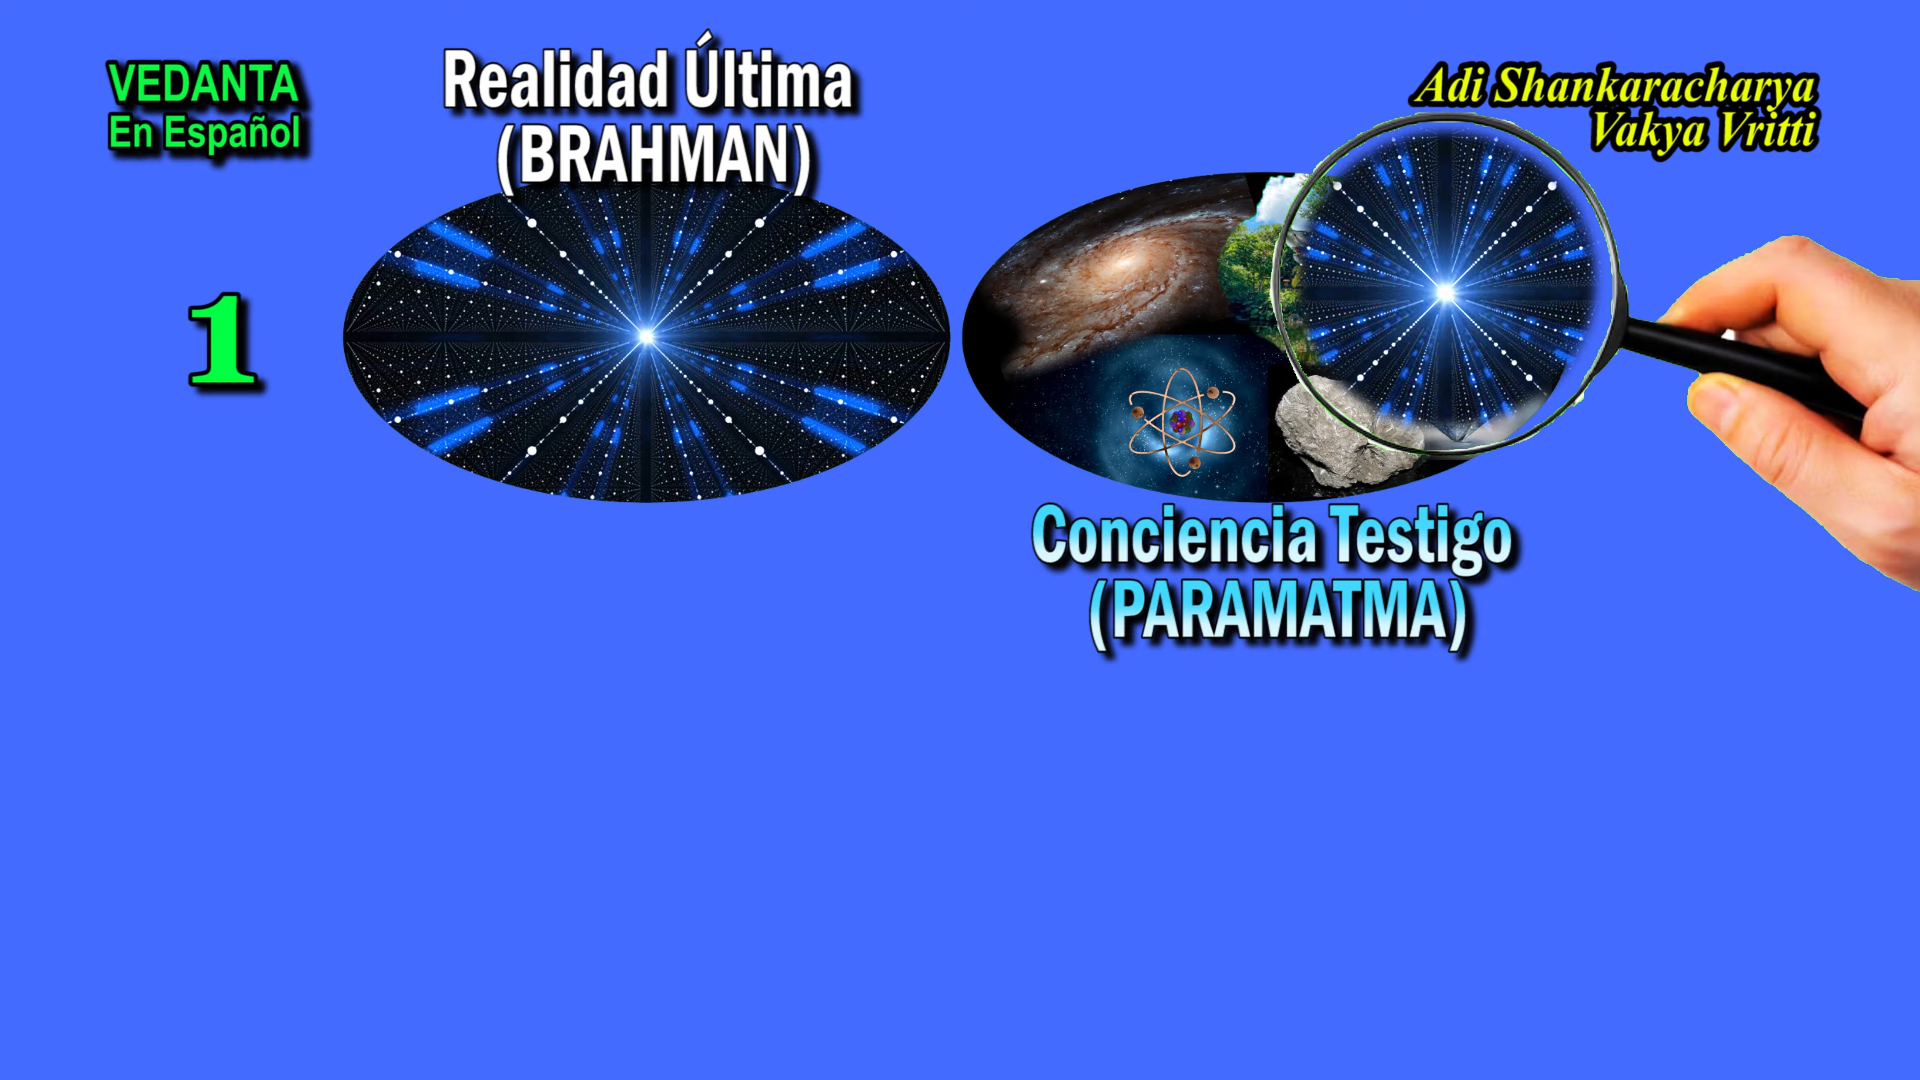 VEDANTA
En Español
Realidad Última
(BRAHMAN)
Adi Shankaracharya
Vakya Vritti
1
Conciencia Testigo
(PARAMATMA)